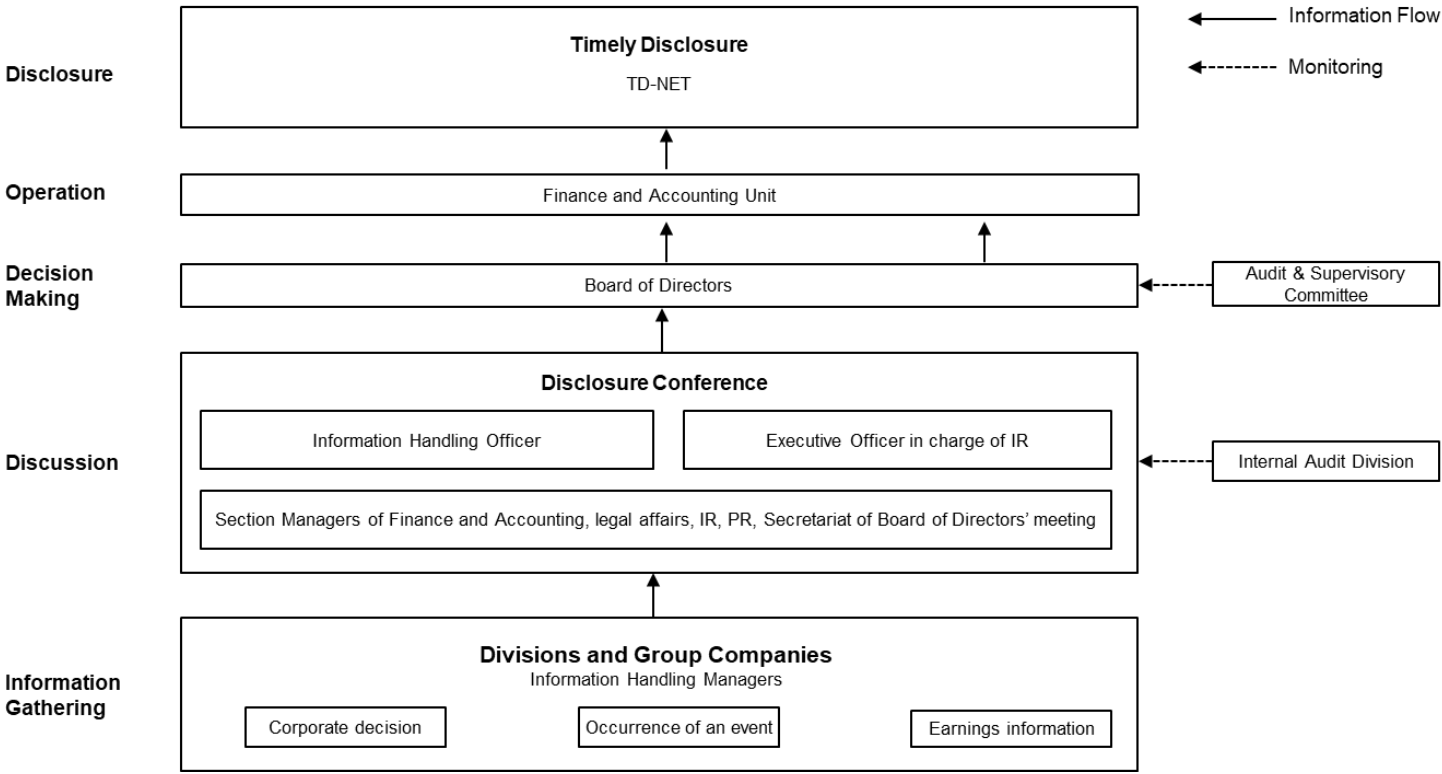 Information Flow
Monitoring
Disclosure
Timely Disclosure
TD-NET
Operation
Finance and Accounting Unit
Decision
Making
Board of Directors
Audit & Supervisory
Committee
Discussion
Disclosure Conference
Information Handling Officer
Executive Officer in charge of IR
Section Managers of Finance and Accounting, legal affairs, IR, PR, Secretariat of Board of Directors’ meeting
Internal Audit Division
Information
Gathering
Divisions and Group Companies
Information Handling Managers
Corporate decision
Occurrence of an event
Earnings information